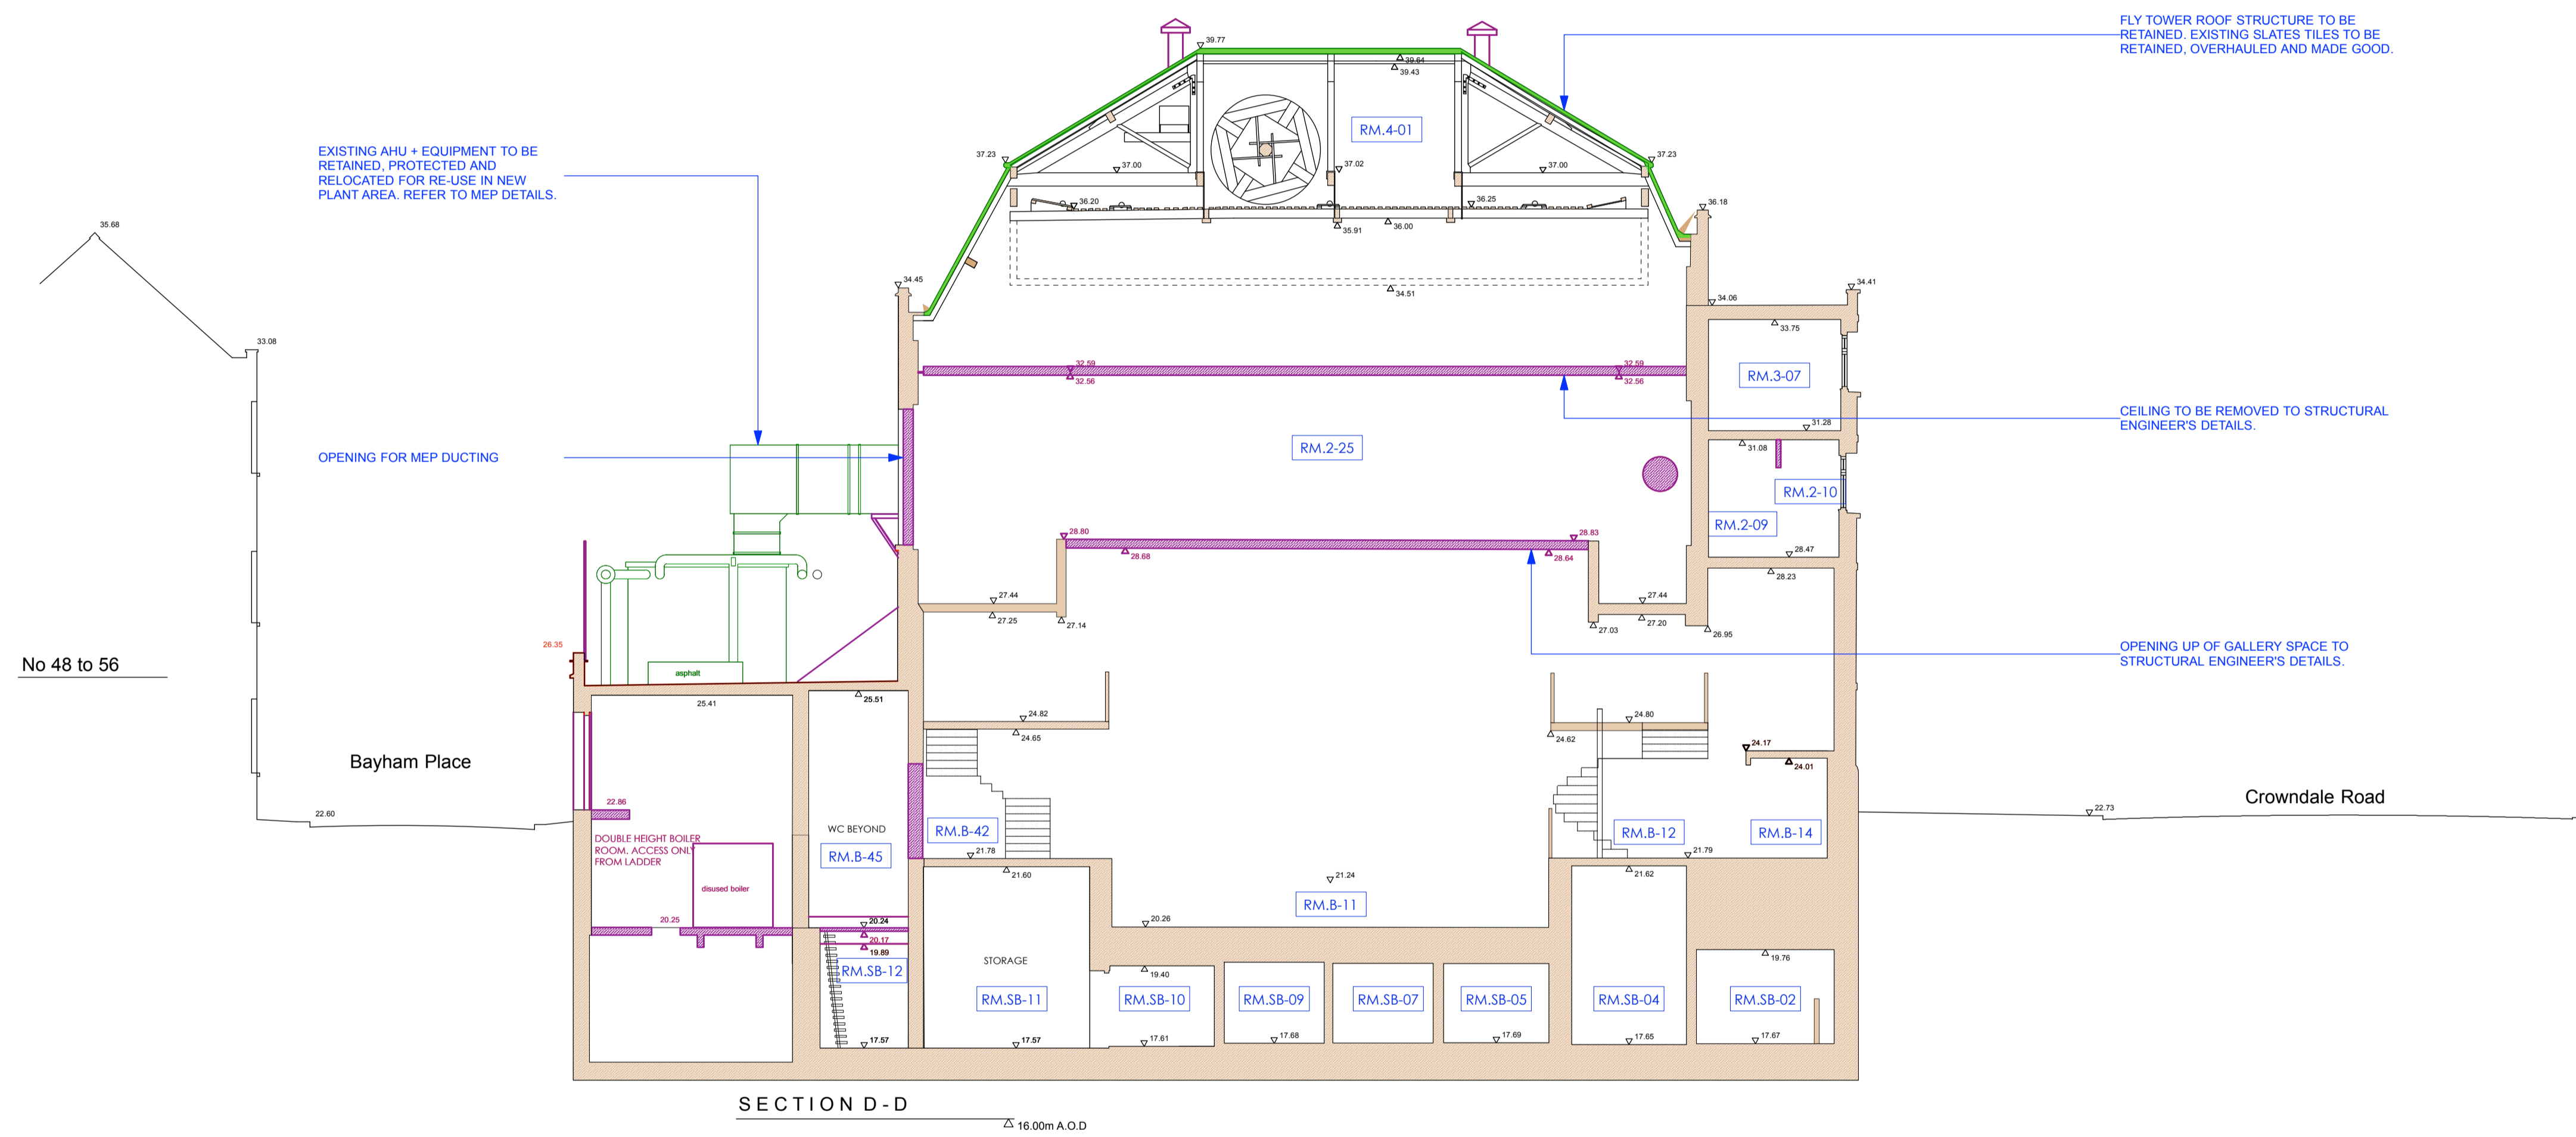 FLY TOWER ROOF STRUCTURE TO BE
RETAINED. EXISTING SLATES TILES TO BE
RETAINED, OVERHAULED AND MADE GOOD.
39.77
39.64
39.43
RM.4-01
EXISTING AHU + EQUIPMENT TO BE
RETAINED, PROTECTED AND
RELOCATED FOR RE-USE IN NEW
PLANT AREA. REFER TO MEP DETAILS.
37.23
37.00
37.02
37.00
37.23
36.20
36.25
36.18
35.91
36.00
35.68
34.45
34.51
34.06
34.41
33.75
33.08
32.59
32.56
32.59
32.56
RM.3-07
CEILING TO BE REMOVED TO STRUCTURAL
ENGINEER'S DETAILS.
31.28
31.08
RM.2-25
OPENING FOR MEP DUCTING
RM.2-10
RM.2-09
28.80
28.83
28.68
28.64
28.47
28.23
27.44
27.25
27.14
27.44
27.20
27.03
26.95
26.35
OPENING UP OF GALLERY SPACE TO
STRUCTURAL ENGINEER'S DETAILS.
No 48 to 56
asphalt
25.41
25.51
24.82
24.65
24.80
24.62
24.17
24.01
Bayham Place
Crowndale Road
22.60
22.86
22.73
DOUBLE HEIGHT BOILER
ROOM. ACCESS ONLY
FROM LADDER
WC BEYOND
RM.B-45
RM.B-42
RM.B-12
RM.B-14
21.78
21.79
21.60
21.62
21.24
disused boiler
RM.B-11
20.25
20.24
20.26
20.17
19.89
RM.SB-12
STORAGE
19.40
19.76
RM.SB-11
RM.SB-10
RM.SB-09
RM.SB-07
RM.SB-05
RM.SB-04
RM.SB-02
17.57
17.57
17.61
17.68
17.69
17.65
17.67
SECTION D-D
16.00m A.O.D